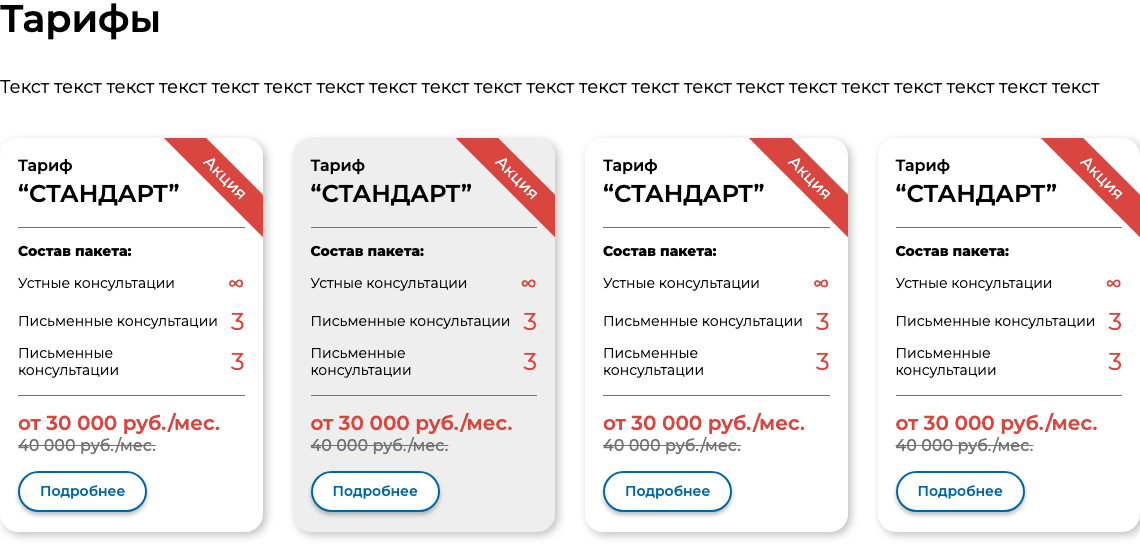 Тарифы
Текст текст текст текст текст текст текст текст текст текст текст текст текст текст текст текст текст текст текст текст текст
Тариф
“СТАНДАРТ”
Акция
Состав пакета:
Устные консультации ∞
Письменные консультации 3
Письменные
консультации 3
от 30 000 руб./мес.
40 000 руб./мес.
Подробнее
Тариф
“СТАНДАРТ”
Акция
Состав пакета:
Устные консультации ∞
Письменные консультации 3
Письменные
консультации 3
от 30 000 руб./мес.
40 000 руб./мес.
Подробнее
Тариф
“СТАНДАРТ”
Акция
Состав пакета:
Устные консультации ∞
Письменные консультации 3
Письменные
консультации 3
от 30 000 руб./мес.
40 000 руб./мес.
Подробнее
Тариф
“СТАНДАРТ”
Акция
Состав пакета:
Устные консультации ∞
Письменные консультации 3
Письменные
консультации 3
от 30 000 руб./мес.
40 000 руб./мес.
Подробнее